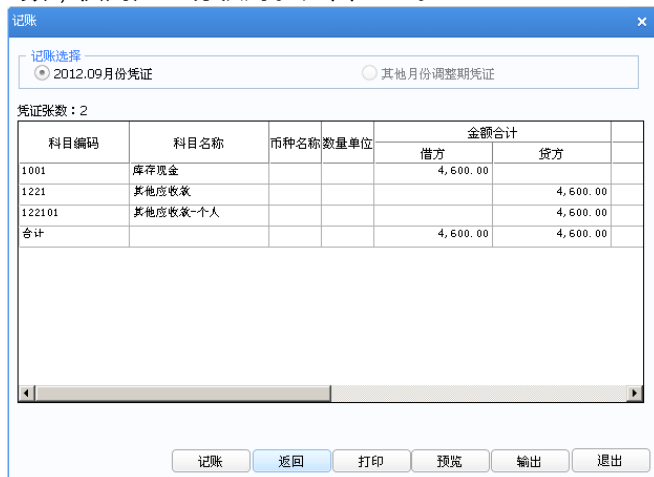 记账
记账选择
2012.09月份凭证 其他月份调整期凭证
凭证张数：2
科目编码 科目名称 币种名称 数量单位 金额合计
借方 贷方
1001 库存现金 4,600.00
1221 其他应收款 4,600.00
122101 其他应收款-个人 4,600.00
合计 4,600.00 4,600.00
记账 返回 打印 预览 输出 退出